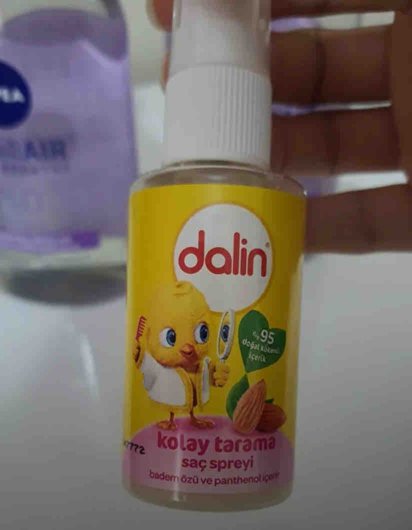 dalin
%95
doğal kökenli
içerik
kolay tarama
saç spreyi
badem özü ve panthenol içerir